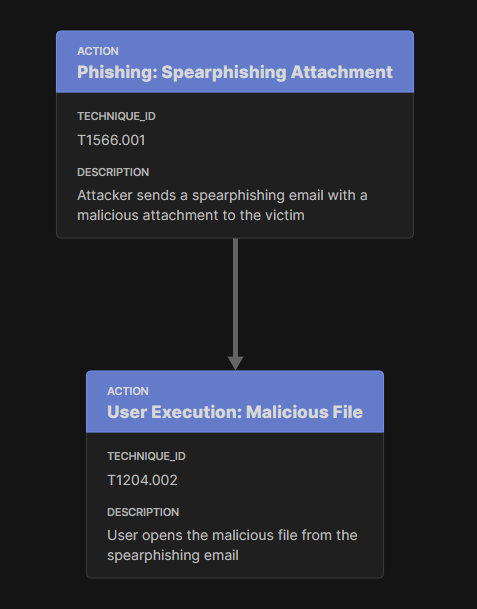 ACTION
Phishing: Spearphishing Attachment
TECHNIQUE_ID
T1566.001
DESCRIPTION
Attacker sends a spearphishing email with a
malicious attachment to the victim
ACTION
User Execution: Malicious File
TECHNIQUE_ID
T1204.002
DESCRIPTION
User opens the malicious file from the
spearphishing email